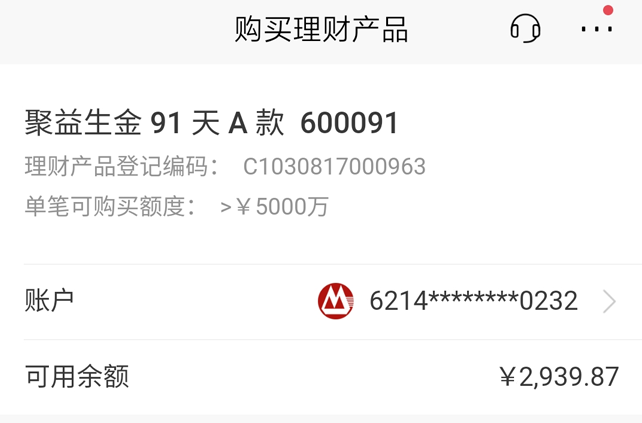 购买理财产品
聚益生金 91 天 A 款 600091
理财产品登记编码： C1030817000963
单笔可购买额度： >￥5000万
账户 6214********0232
可用余额 ￥2,939.87